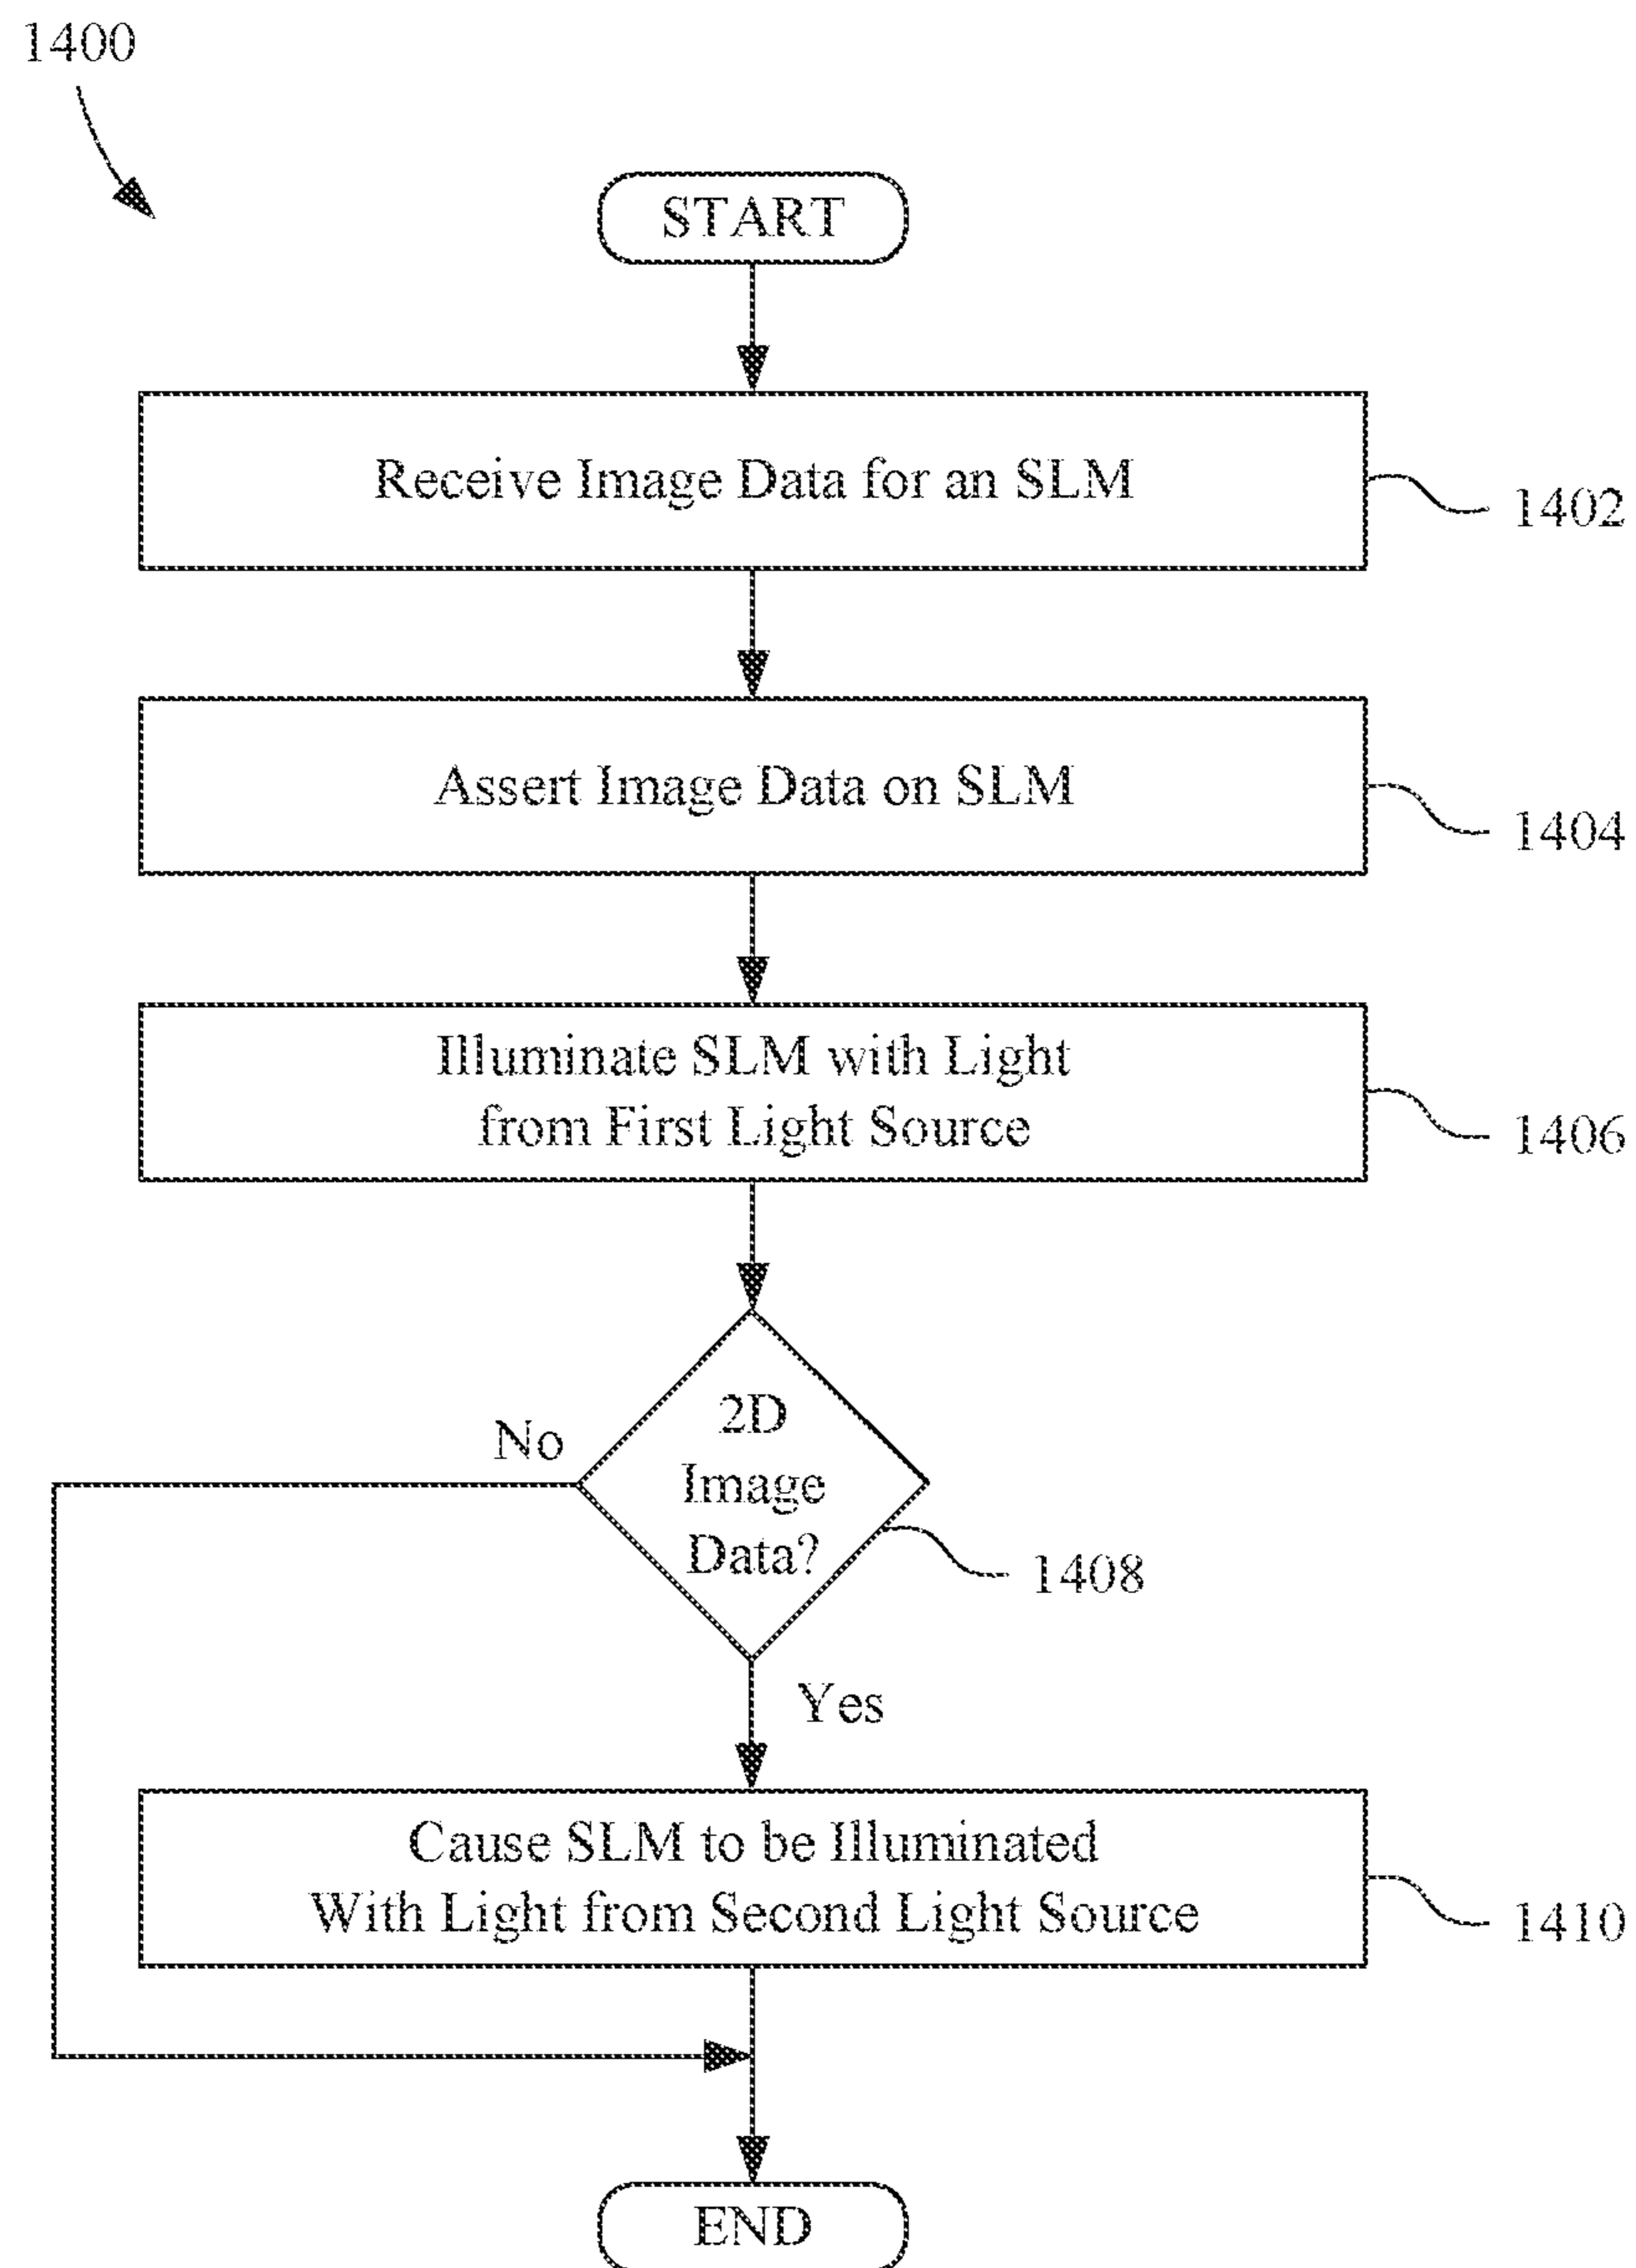 1400
START
Receive Image Data for an SLM
1402
Assert Image Data on SLM
1404
Illuminate SLM with Light
from First Light Source
1406
2D
Image
Data?
No
1408
Yes
Cause SLM to be Illuminated
With Light from Second Light Source
1410
END